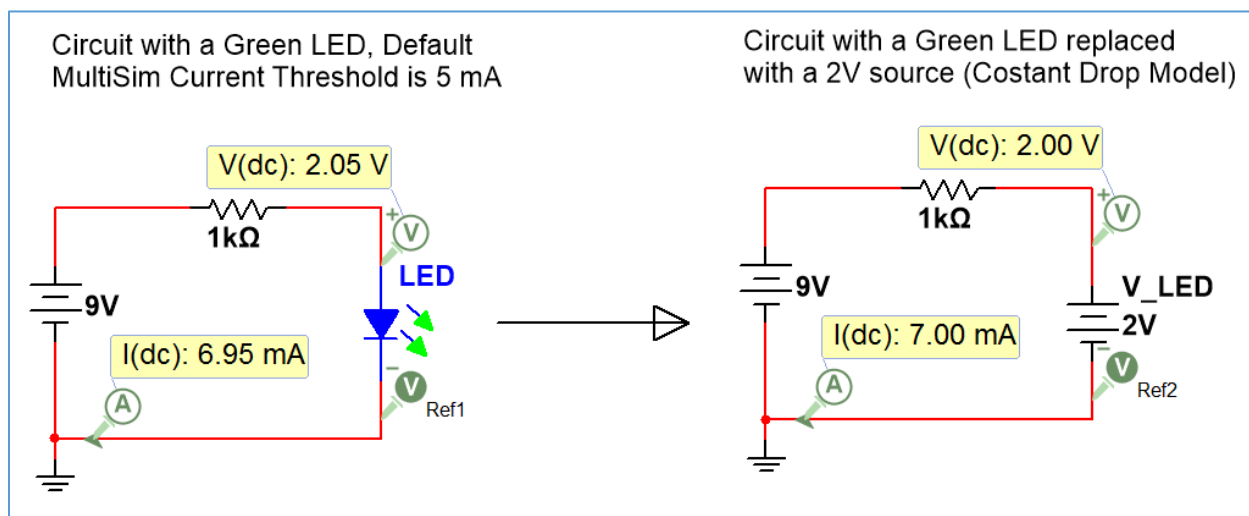 Circuit with a Green LED, Default
MultiSim Current Threshold is 5 mA
V(dc): 2.05 V
1kΩ
+
V
LED
9V
I(dc): 6.95 mA
A
−
V
Ref1
Circuit with a Green LED replaced
with a 2V source (Costant Drop Model)
V(dc): 2.00 V
1kΩ
+
V
9V
V_LED
2V
I(dc): 7.00 mA
A
−
V
Ref2